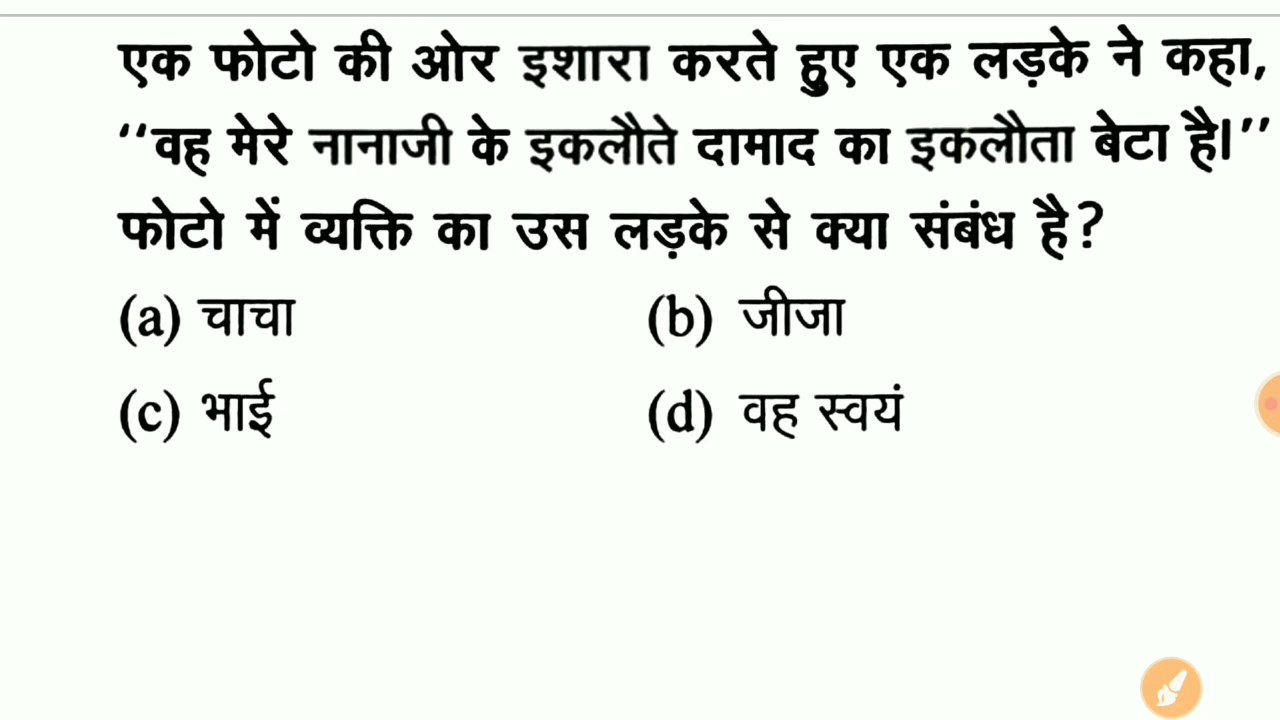 एक फोटो की ओर इशारा करते हुए एक लड़के ने कहा,
‘‘वह मेरे नानाजी के इकलौते दामाद का इकलौता बेटा है।’’
फोटो में व्यक्ति का उस लड़के से क्या संबंध है?
(a) चाचा (b) जीजा
(c) भाई (d) वह स्वयं